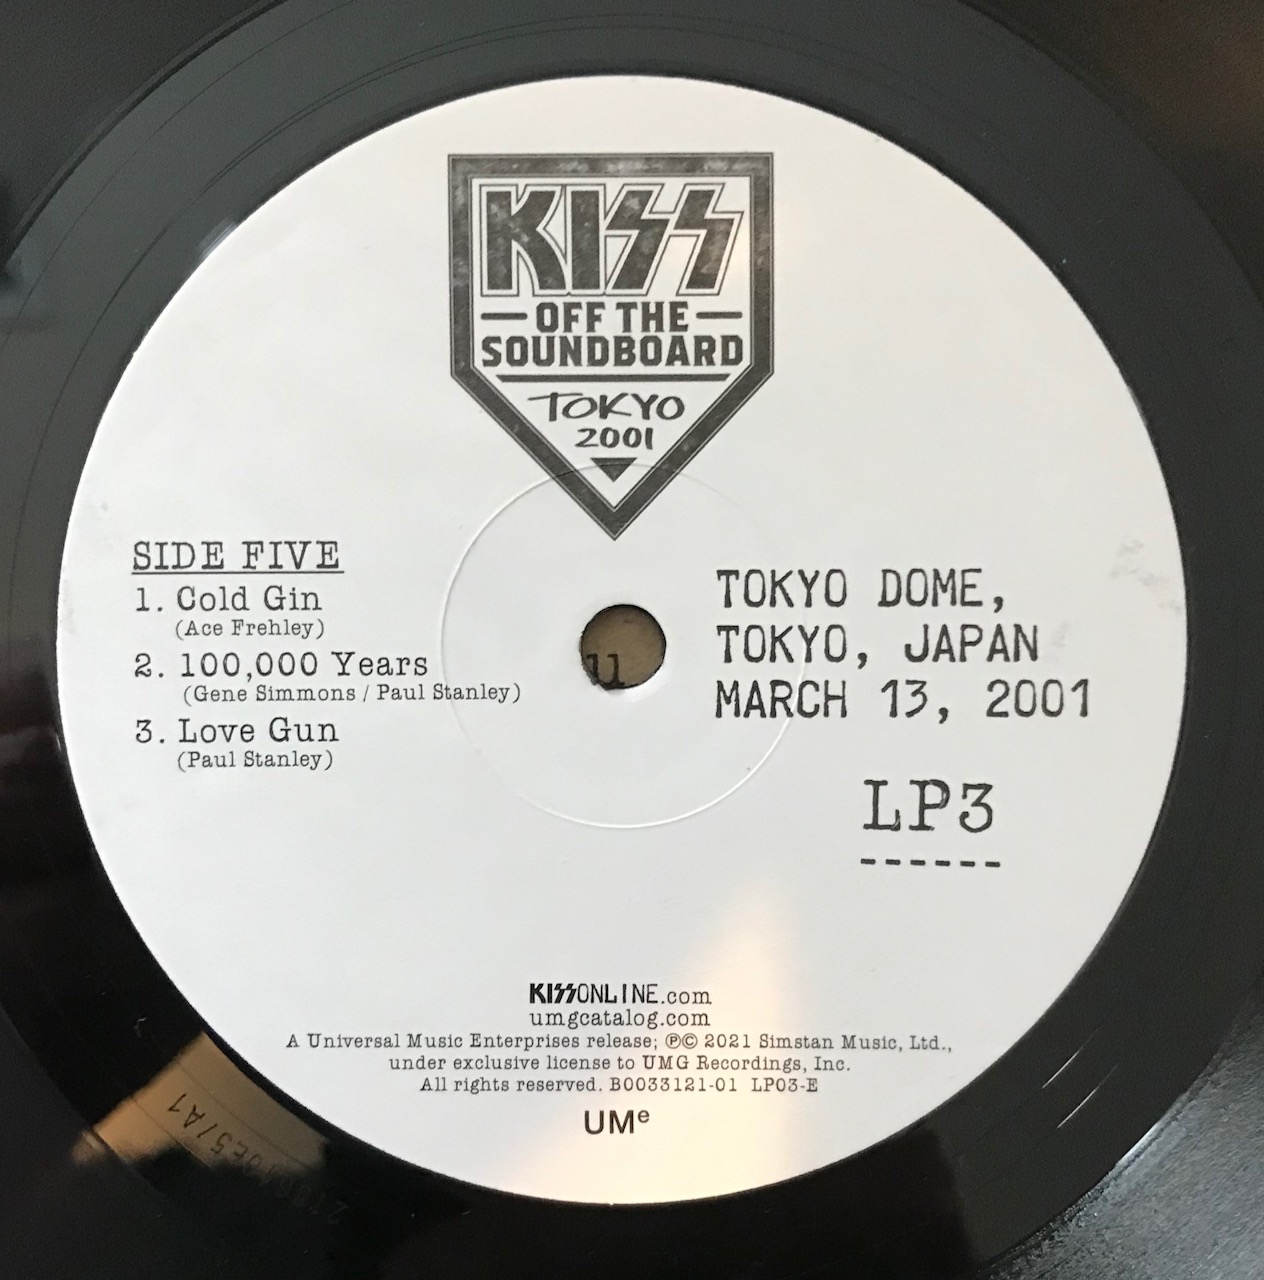 KISS
OFF THE
SOUNDBOARD
TOKYO
2001
SIDE FIVE
1. Cold Gin
(Ace Frehley)
2. 100,000 Years
(Gene Simmons / Paul Stanley)
3. Love Gun
(Paul Stanley)
TOKYO DOME,
TOKYO, JAPAN
MARCH 13, 2001
LP3
KISSONLINE.com
umgcatalog.com
A Universal Music Enterprises release; ℗© 2021 Simstan Music, Ltd.,
under exclusive license to UMG Recordings, Inc.
All rights reserved. B0033121-01 LP03-E
UMe